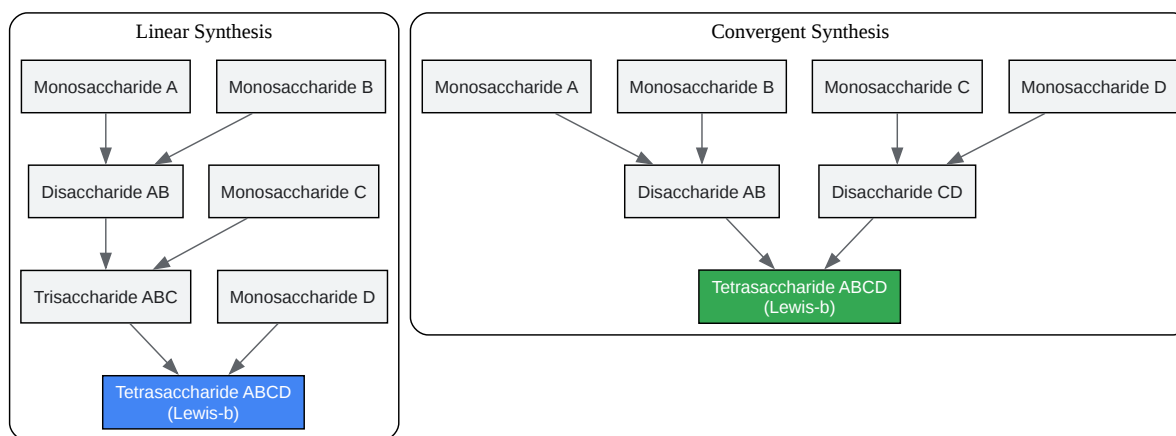 Linear Synthesis
Monosaccharide A
Monosaccharide B
Disaccharide AB
Monosaccharide C
Trisaccharide ABC
Monosaccharide D
Tetrasaccharide ABCD
(Lewis-b)
Convergent Synthesis
Monosaccharide A
Monosaccharide B
Monosaccharide C
Monosaccharide D
Disaccharide AB
Disaccharide CD
Tetrasaccharide ABCD
(Lewis-b)